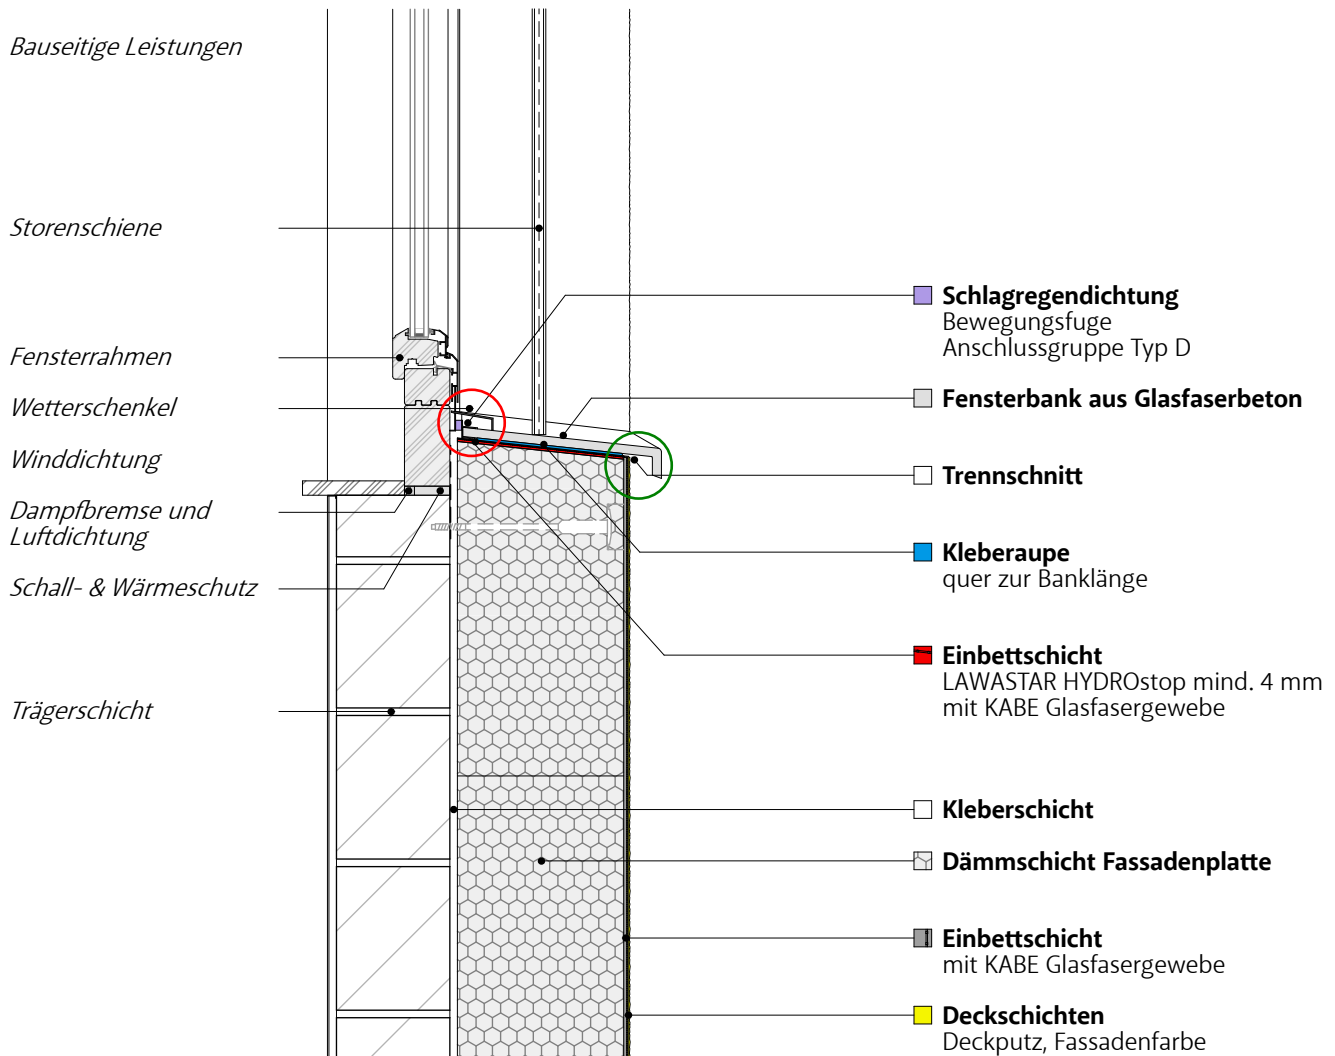 Bauseitige Leistungen
Storenschiene
Fensterrahmen
Wetterschenkel
Winddichtung
Dampfbremse und
Luftdichtung
Schall- & Wärmeschutz
Trägerschicht
Schlagregendichtung
Bewegungsfuge
Anschlussgruppe Typ D
Fensterbank aus Glasfaserbeton
Trennschnitt
Kleberaupe
quer zur Banklänge
Einbettschicht
LAWASTAR HYDROstop mind. 4 mm
mit KABE Glasfasergewebe
Kleberschicht
Dämmschicht Fassadenplatte
Einbettschicht
mit KABE Glasfasergewebe
Deckschichten
Deckputz, Fassadenfarbe